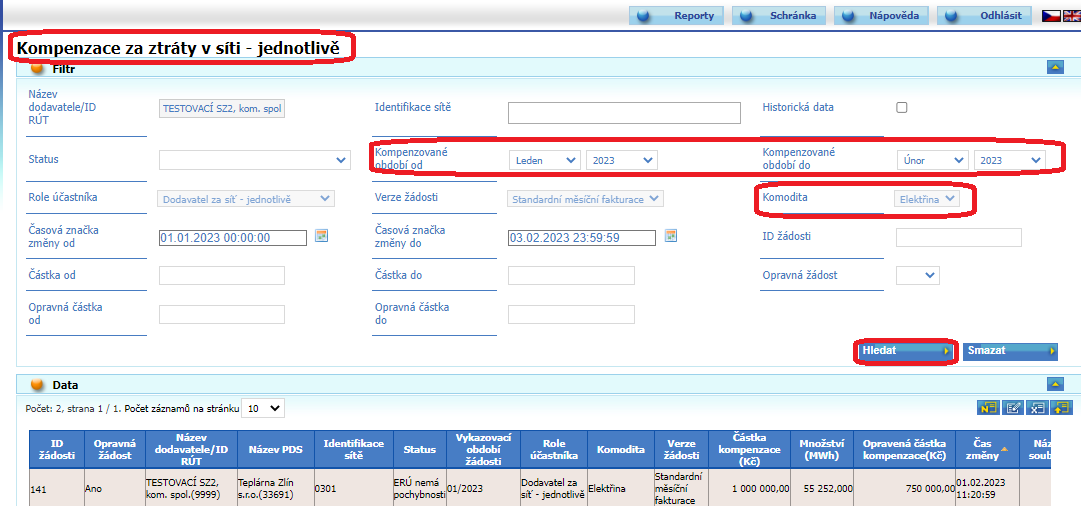 Reporty Schránka Nápověda Odhlásit
Kompenzace za ztráty v síti - jednotlivě
Filtr
Název dodavatele/ID RÚT TESTOVACÍ SZ2, kom. spol Identifikace sítě Historická data
Status Kompenzované období od Leden 2023 Kompenzované období do Únor 2023
Role účastníka Dodavatel za síť - jednotlivě Verze žádosti Standardní měsíční fakturace Komodita Elektřina
Časová značka změny od 01.01.2023 00:00:00 Časová značka změny do 03.02.2023 23:59:59 ID žádosti
Částka od Částka do Opravná žádost
Opravná částka od Opravná částka do
Hledat Smazat
Data
Počet: 2, strana 1 / 1. Počet záznamů na stránku 10
ID žádosti Opravná žádost Název dodavatele/ID RÚT Název PDS Identifikace sítě Status Vykazovací období žádosti Role účastníka Komodita Verze žádosti Částka kompenzace (Kč) Množství (MWh) Opravená částka kompenzace(Kč) Čas změny Náz soub
141 Ano TESTOVACÍ SZ2, kom. spol.(9999) Teplárna Zlín s.r.o.(33691) 0301 ERÚ nemá pochybnosti 01/2023 Dodavatel za síť - jednotlivě Elektřina Standardní měsíční fakturace 1 000 000,00 55 252,000 750 000,00 01.02.2023 11:20:59